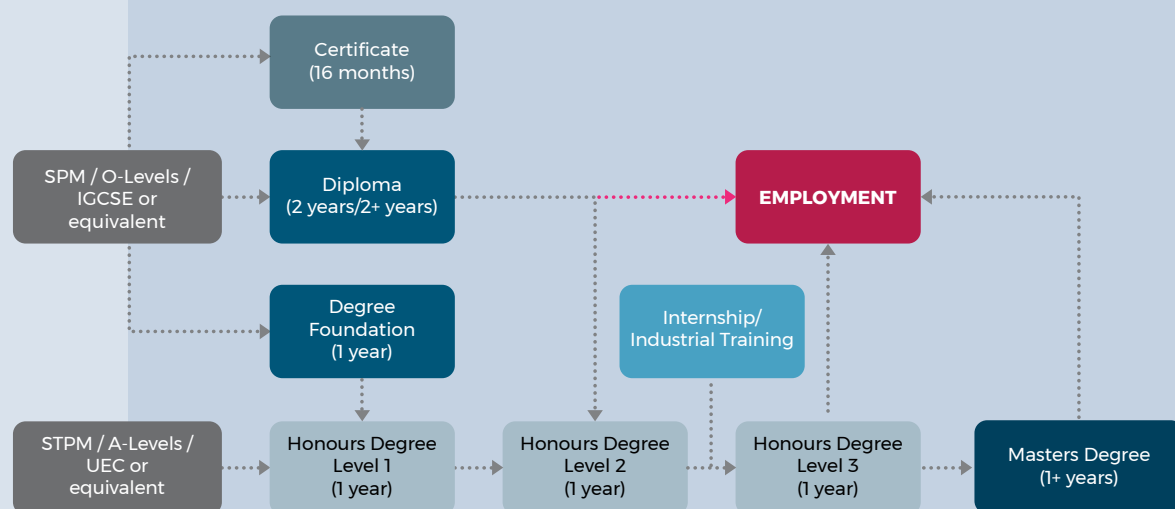 Certificate
(16 months)
SPM / O-Levels /
IGCSE or
equivalent
Diploma
(2 years/2+ years)
EMPLOYMENT
Degree
Foundation
(1 year)
Internship/
Industrial Training
STPM / A-Levels /
UEC or
equivalent
Honours Degree
Level 1
(1 year)
Honours Degree
Level 2
(1 year)
Honours Degree
Level 3
(1 year)
Masters Degree
(1+ years)